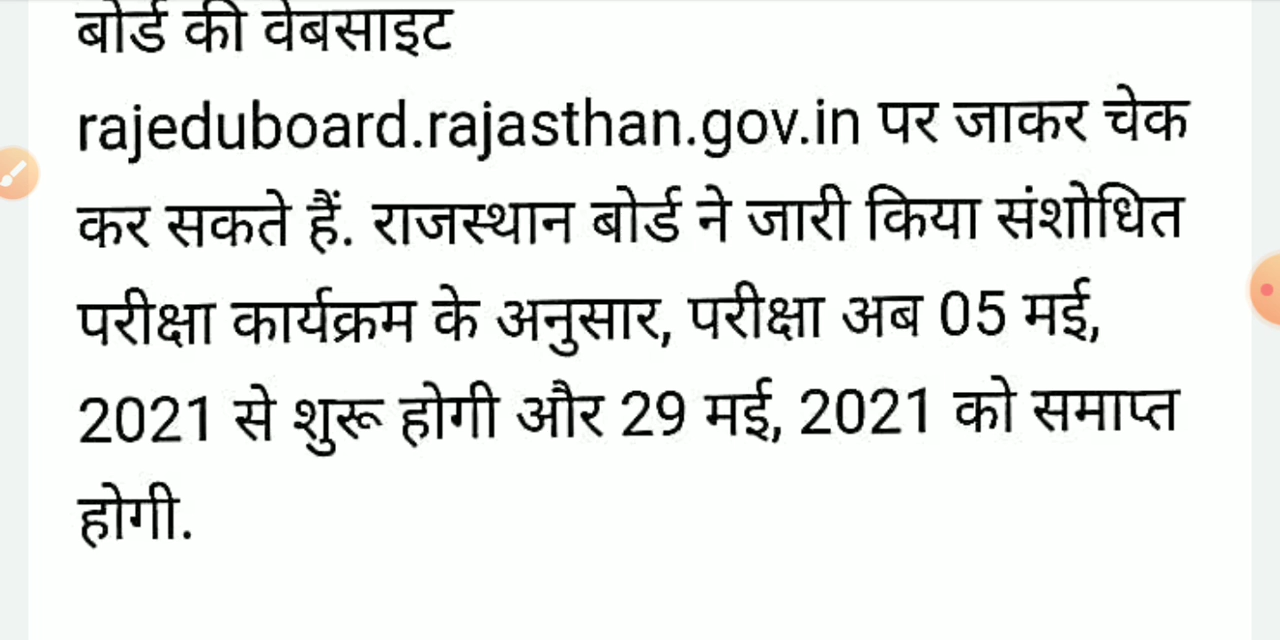 बोर्ड की वेबसाइट
rajeduboard.rajasthan.gov.in पर जाकर चेक
कर सकते हैं. राजस्थान बोर्ड ने जारी किया संशोधित
परीक्षा कार्यक्रम के अनुसार, परीक्षा अब 05 मई,
2021 से शुरू होगी और 29 मई, 2021 को समाप्त
होगी.